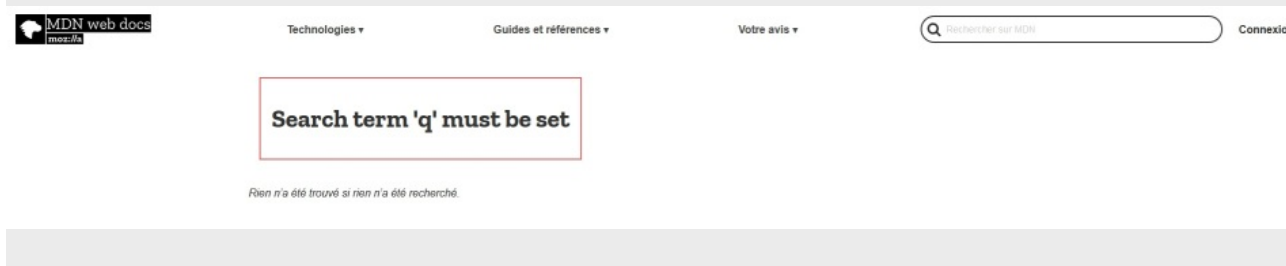 MDN web docs
moz://a
Technologies ▾
Guides et références ▾
Votre avis ▾
Rechercher sur MDN
Connexio
Search term 'q' must be set
Rien n'a été trouvé si rien n'a été recherché.